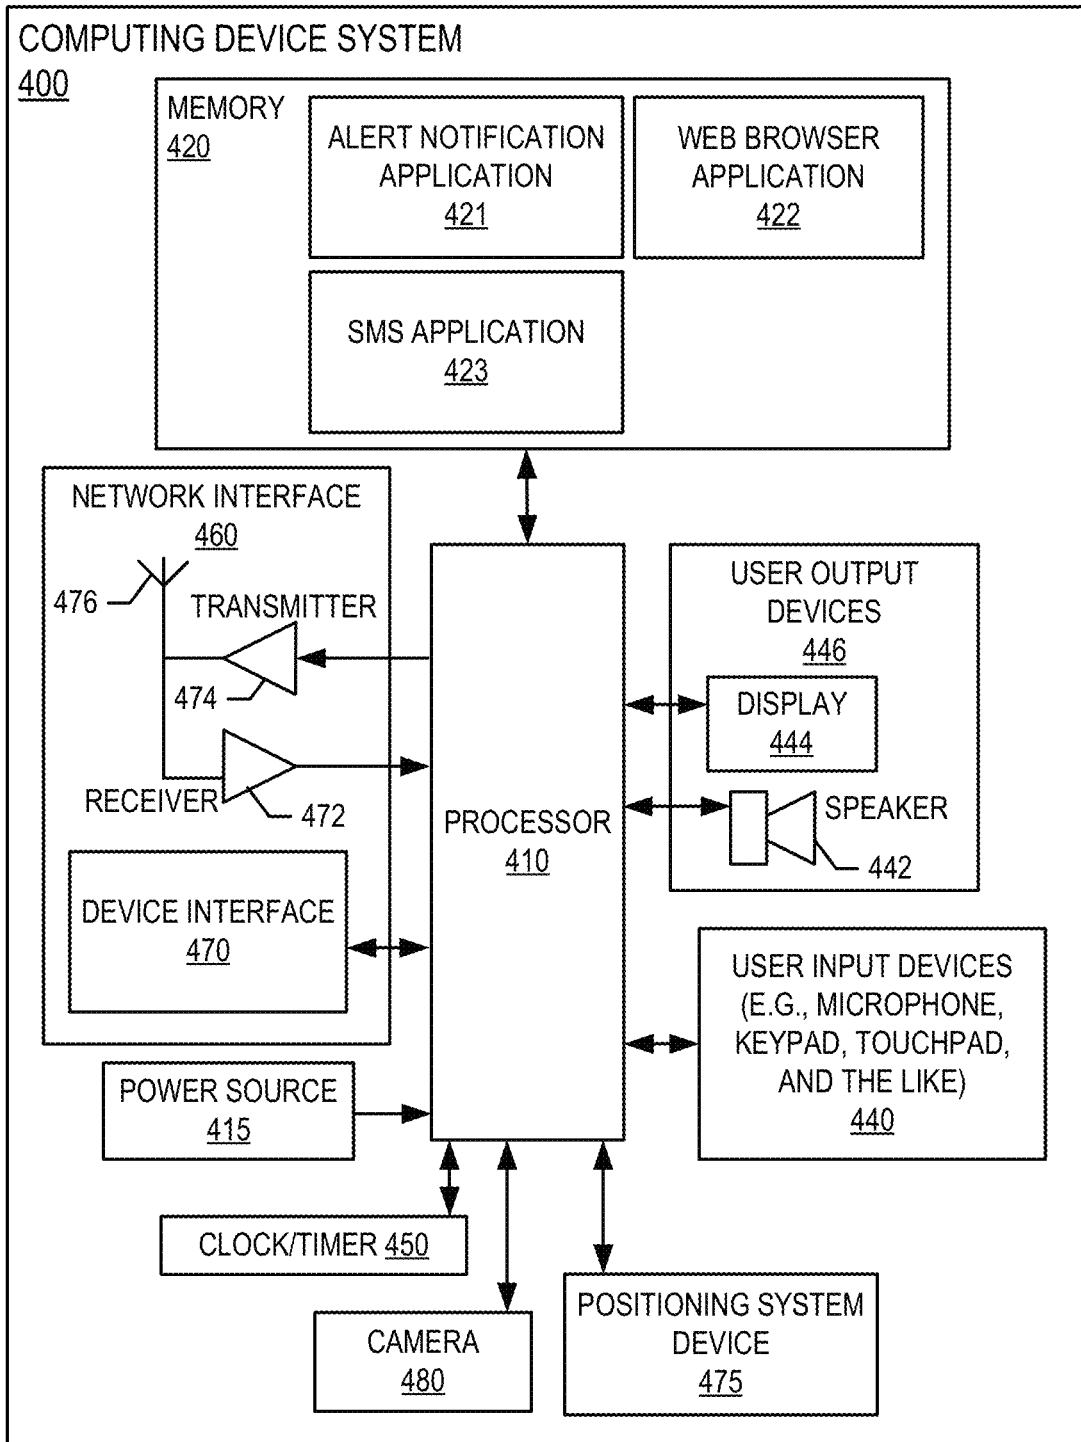 COMPUTING DEVICE SYSTEM
400
MEMORY
420
ALERT NOTIFICATION
APPLICATION
421
WEB BROWSER
APPLICATION
422
SMS APPLICATION
423
NETWORK INTERFACE
460
476
TRANSMITTER
474
RECEIVER
472
DEVICE INTERFACE
470
PROCESSOR
410
USER OUTPUT
DEVICES
446
DISPLAY
444
SPEAKER
442
USER INPUT DEVICES
(E.G., MICROPHONE,
KEYPAD, TOUCHPAD,
AND THE LIKE)
440
POWER SOURCE
415
CLOCK/TIMER 450
CAMERA
480
POSITIONING SYSTEM
DEVICE
475